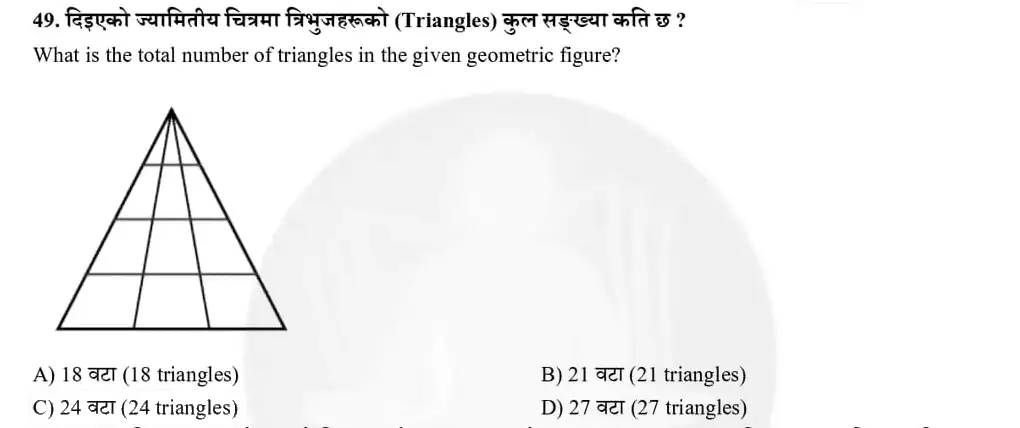 49. दिइएको ज्यामितीय चित्रमा त्रिभुजहरूको (Triangles) कुल सङ्ख्या कति छ ?
What is the total number of triangles in the given geometric figure?
A) 18 वटा (18 triangles)
B) 21 वटा (21 triangles)
C) 24 वटा (24 triangles)
D) 27 वटा (27 triangles)